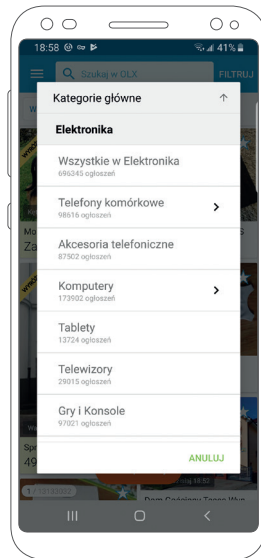 18:58
41%
Szukaj w OLX
FILTRUJ
Kategorie główne
Elektronika
Wszystkie w Elektronika
696345 ogłoszeń
Telefony komórkowe
98616 ogłoszeń
Akcesoria telefoniczne
87502 ogłoszeń
Komputery
173902 ogłoszeń
Tablety
13724 ogłoszeń
Telewizory
29015 ogłoszeń
Gry i Konsole
97021 ogłoszeń
ANULUJ